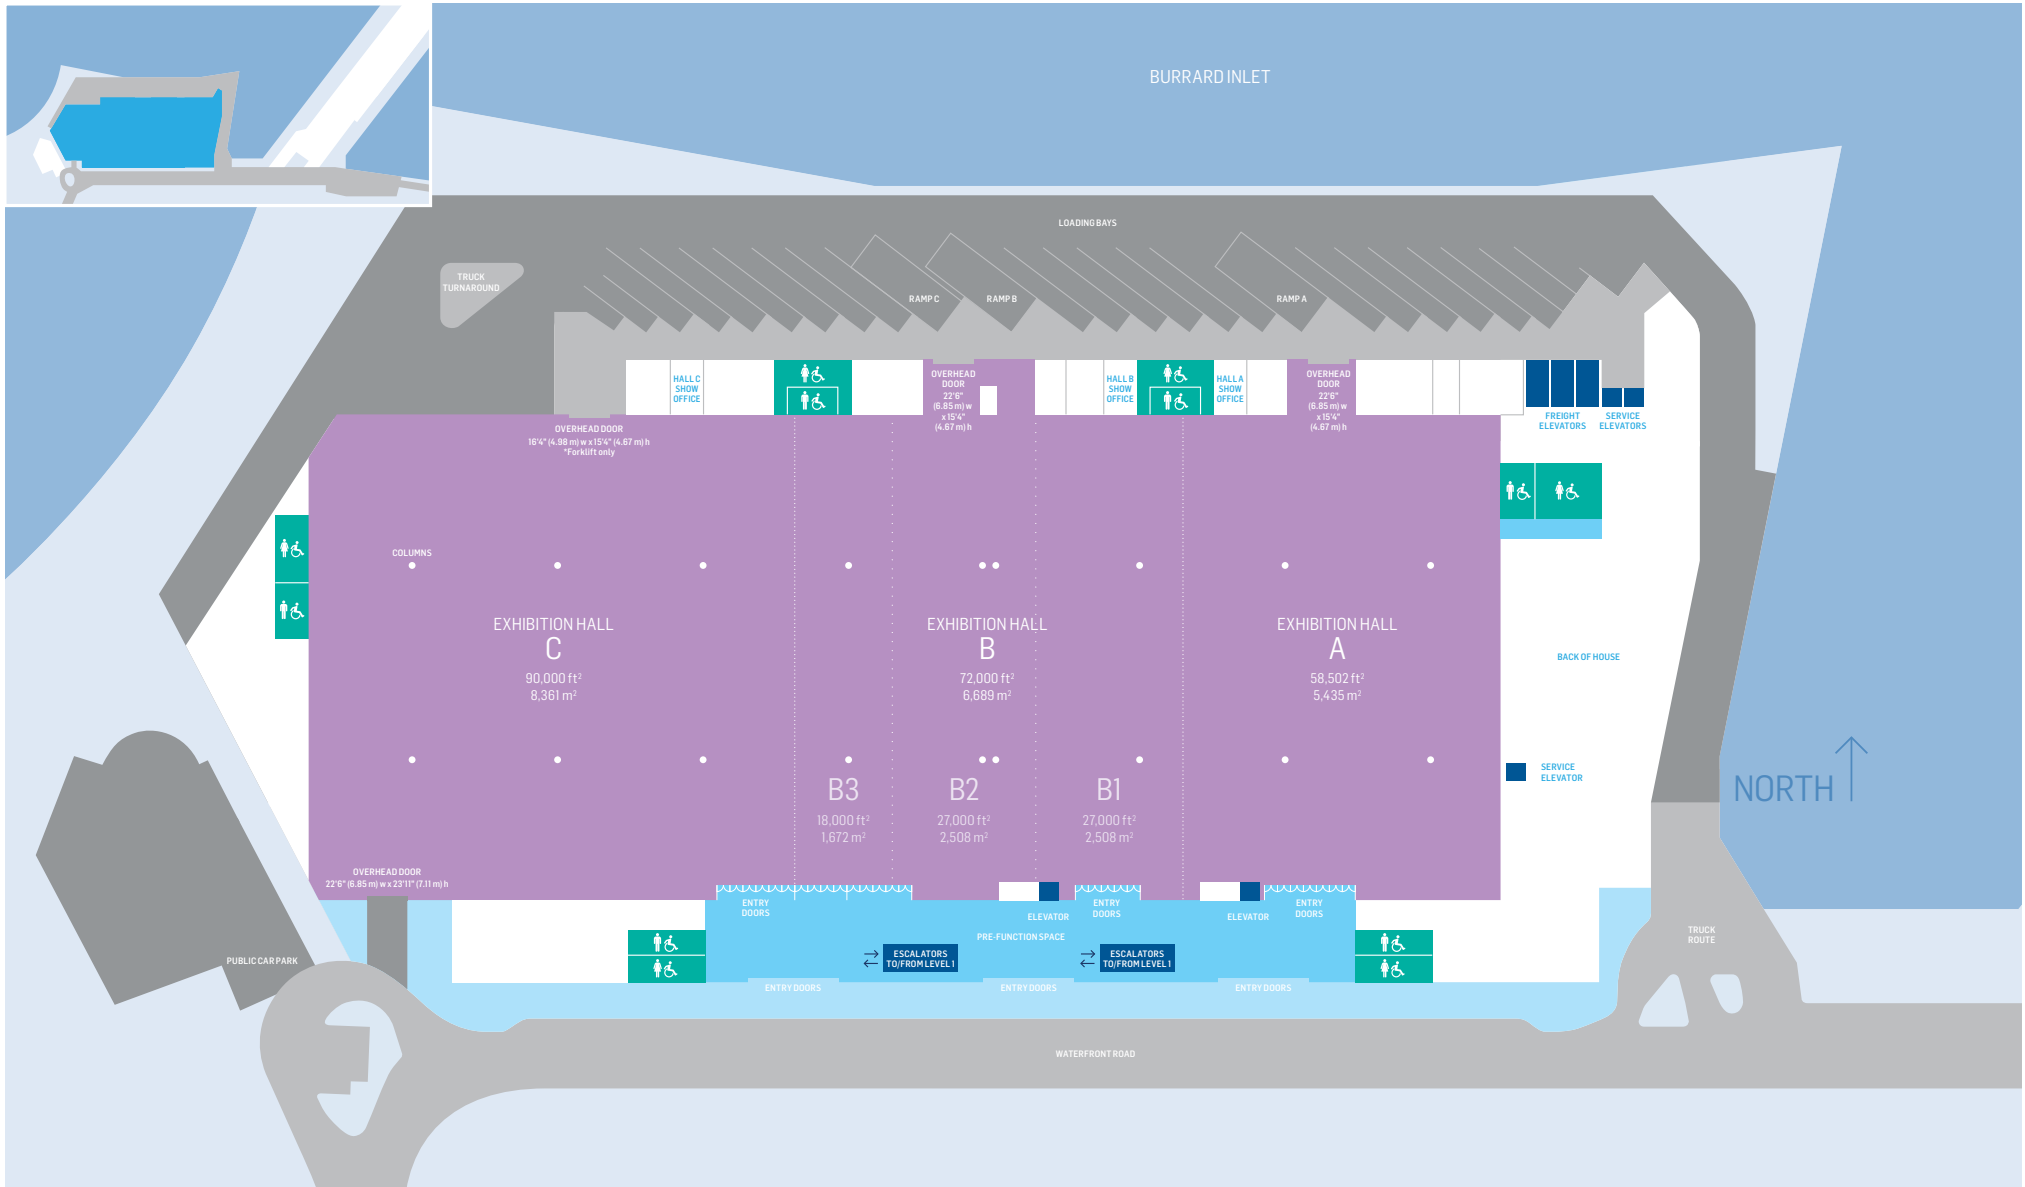 BURRARD INLET
LOADING BAYS
TRUCK
TURNAROUND
RAMP C
RAMP B
RAMP A
HALL C
SHOW
OFFICE
OVERHEAD
DOOR
22'6"
(6.85 m) w
x 15'4"
(4.67 m) h
HALL B
SHOW
OFFICE
HALL A
SHOW
OFFICE
OVERHEAD
DOOR
22'6"
(6.85 m) w
x 15'4"
(4.67 m) h
FREIGHT
ELEVATORS
SERVICE
ELEVATORS
OVERHEAD DOOR
16'4" (4.98 m) w x 15'4" (4.67 m) h
*Forklift only
COLUMNS
EXHIBITION HALL
C
90,000 ft²
8,361 m²
EXHIBITION HALL
B
72,000 ft²
6,689 m²
EXHIBITION HALL
A
58,502 ft²
5,435 m²
BACK OF HOUSE
SERVICE
ELEVATOR
NORTH
B3
18,000 ft²
1,672 m²
B2
27,000 ft²
2,508 m²
B1
27,000 ft²
2,508 m²
OVERHEAD DOOR
22'6" (6.85 m) w x 23'11" (7.11 m) h
ENTRY
DOORS
ELEVATOR
ENTRY
DOORS
ELEVATOR
ENTRY
DOORS
PRE-FUNCTION SPACE
ESCALATORS
TO/FROM LEVEL 1
ESCALATORS
TO/FROM LEVEL 1
TRUCK
ROUTE
PUBLIC CAR PARK
ENTRY DOORS
ENTRY DOORS
ENTRY DOORS
WATERFRONT ROAD